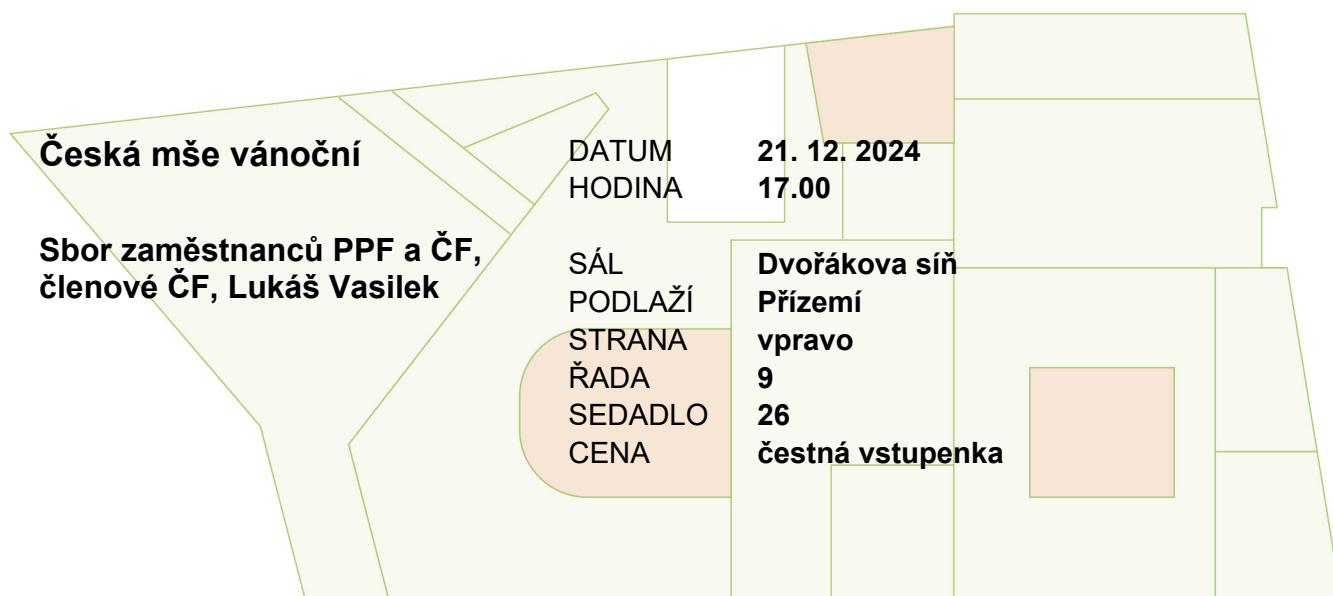 Česká mše vánoční
Sbor zaměstnanců PPF a ČF,
členové ČF, Lukáš Vasilek
DATUM 21. 12. 2024
HODINA 17.00
SÁL Dvořákova síň
PODLAŽÍ Přízemí
STRANA vpravo
ŘADA 9
SEDADLO 26
CENA čestná vstupenka